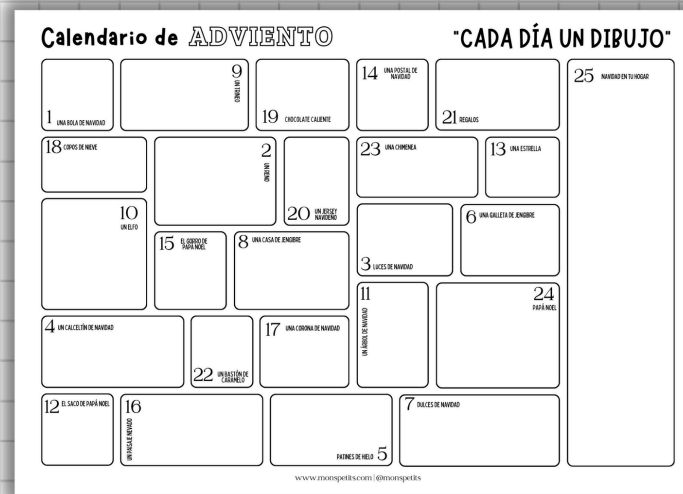 Calendario de ADVIENTO
"CADA DÍA UN DIBUJO"
1 UNA BOLA DE NAVIDAD
9 UN TRINEO
19 CHOCOLATE CALIENTE
14 UNA POSTAL DE
NAVIDAD
21 REGALOS
25 NAVIDAD EN TU HOGAR
18 COPOS DE NIEVE
2 UN RENO
20 UN JERSEY
NAVIDEÑO
23 UNA CHIMENEA
13 UNA ESTRELLA
10
UN ELFO
15 EL GORRO DE
PAPÁ NOEL
8 UNA CASA DE JENGIBRE
3 LUCES DE NAVIDAD
6 UNA GALLETA DE JENGIBRE
11 UN ÁRBOL DE NAVIDAD
24
PAPÁ NOEL
4 UN CALCELTÍN DE NAVIDAD
22 UN BASTÓN DE
CARAMELO
17 UNA CORONA DE NAVIDAD
12 EL SACO DE PAPÁ NOEL
16 UN PAISAJE NEVADO
PATINES DE HIELO 5
7 DULCES DE NAVIDAD
www.monspetits.com | @monspetits